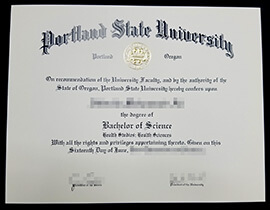 Portland State University
Portland Oregon
On recommendation of the University Faculty, and by the authority of the
State of Oregon, Portland State University hereby confers upon
the degree of
Bachelor of Science
Health Studies: Health Sciences
With all the rights and privileges appertaining thereto. Given on this
Sixteenth Day of June,